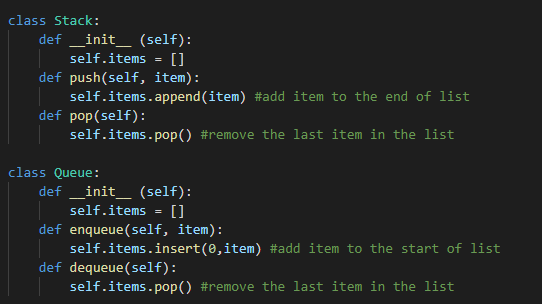 class Stack:
    def __init__ (self):
        self.items = []
    def push(self, item):
        self.items.append(item) #add item to the end of list
    def pop(self):
        self.items.pop() #remove the last item in the list

class Queue:
    def __init__ (self):
        self.items = []
    def enqueue(self, item):
        self.items.insert(0,item) #add item to the start of list
    def dequeue(self):
        self.items.pop() #remove the last item in the list